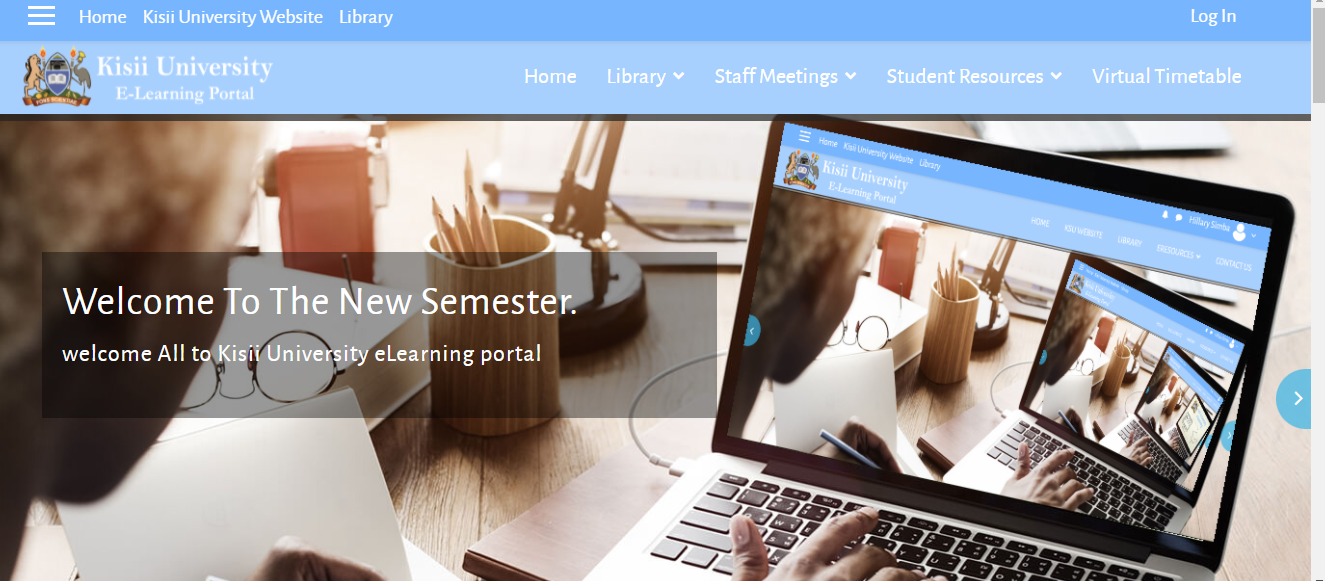 Home Kisii University Website Library Log In
Kisii University
E-Learning Portal
Home Library Staff Meetings Student Resources Virtual Timetable
Welcome To The New Semester.
welcome All to Kisii University eLearning portal
Home Kisii University Website Library
Hillary Simba
Kisii University
E-Learning Portal
HOME KSU WEBSITE LIBRARY ERESOURCES CONTACT US